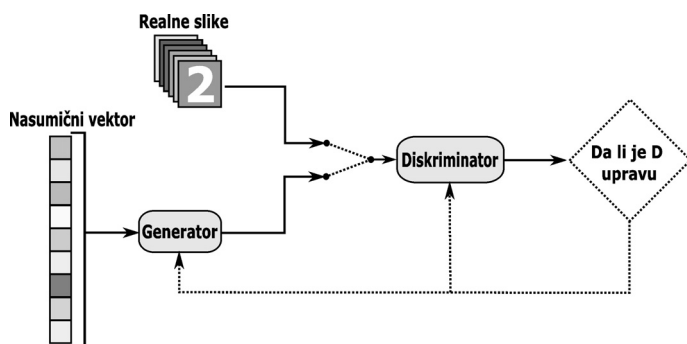 Realne slike
2
Nasumični vektor
Generator
Diskriminator
Da li je D
upravu